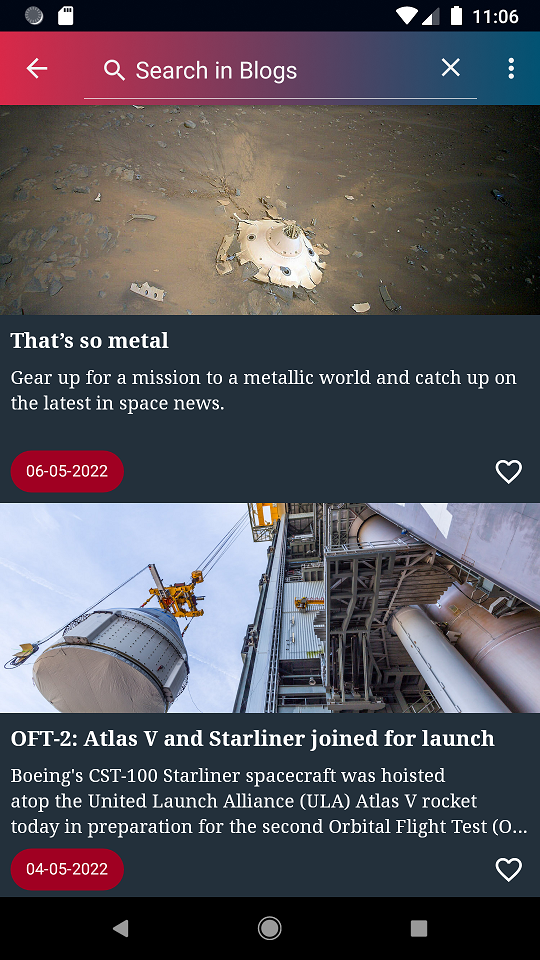 11:06
Search in Blogs
That’s so metal
Gear up for a mission to a metallic world and catch up on
the latest in space news.
06-05-2022
OFT-2: Atlas V and Starliner joined for launch
Boeing's CST-100 Starliner spacecraft was hoisted
atop the United Launch Alliance (ULA) Atlas V rocket
today in preparation for the second Orbital Flight Test (O...
04-05-2022